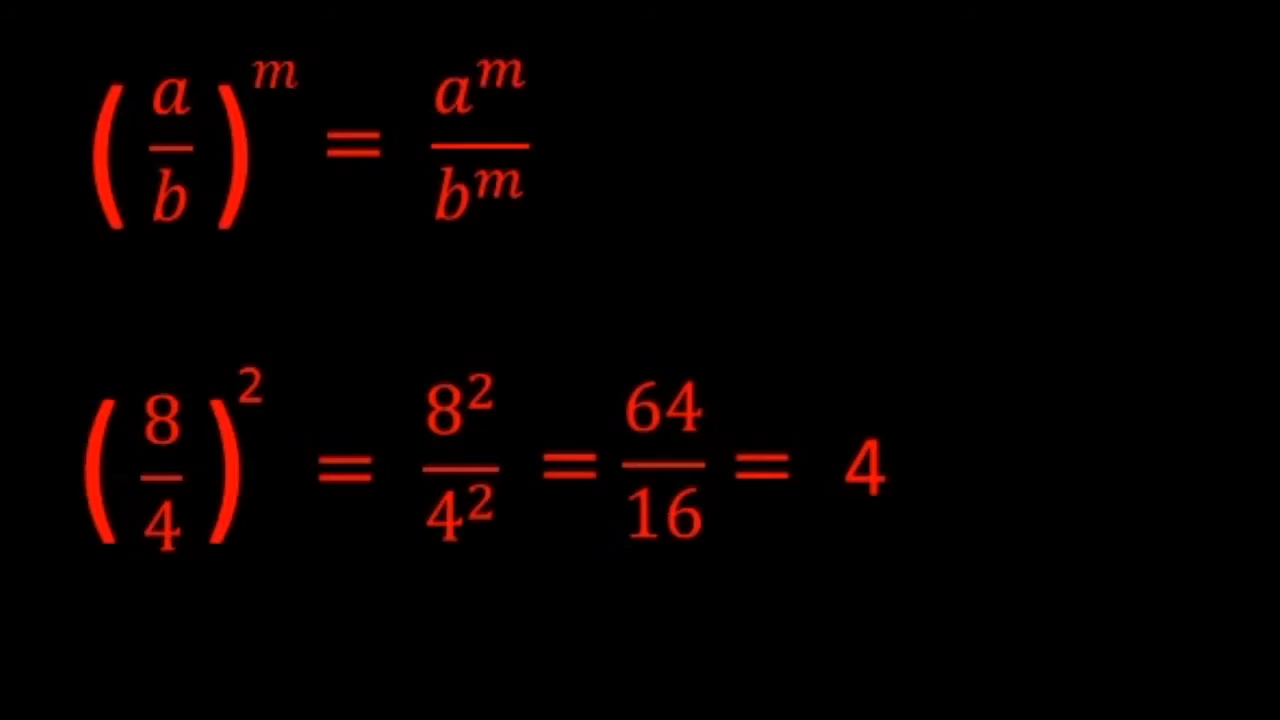 (a/b)^m = a^m/b^m
(8/4)^2 = 8^2/4^2 = 64/16 = 4